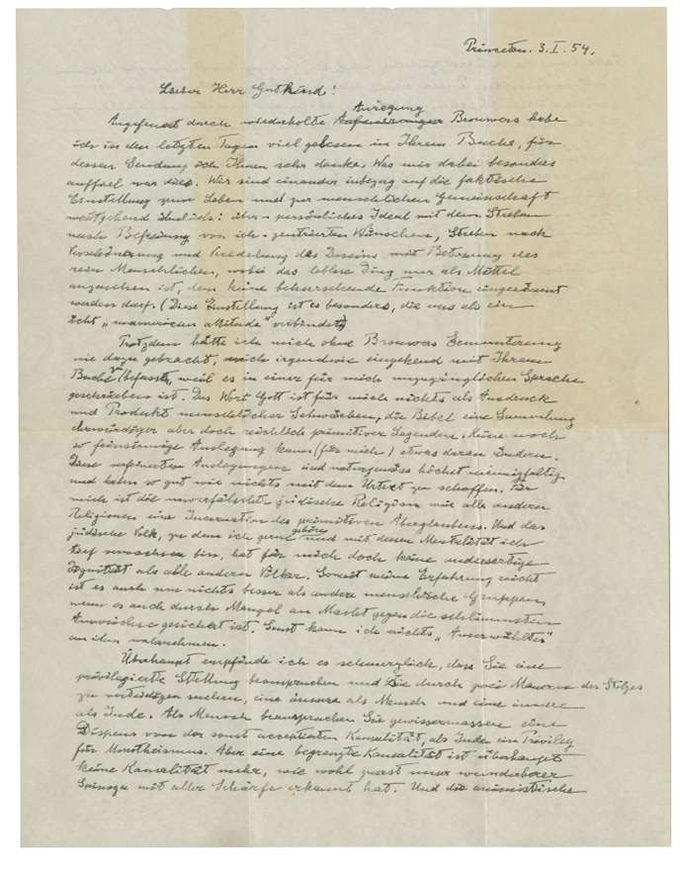 Princeton. 3. I. 54.
Lieber Herr Gutkind!
Anregung
Angefeuert durch wiederholte Brouwers habe
ich in den letzten Tagen viel gelesen in Ihrem Buche, für
dessen Sendung ich Ihnen sehr danke. Was mir dabei besonders
auffiel war dies. Wir sind einander inbezug auf die faktische
Einstellung zum Leben und zur menschlichen Gemeinschaft
weitgehend ähnlich: über-persönliches Ideal mit dem Streben
nach Befreiung von ich-zentrierten Wünschen, Streben nach
Verschönerung und Veredelung des Daseins mit Betonung des
rein Menschlichen, wobei das leblose Ding nur als Mittel
anzusehen ist, dem keine beherrschende Funktion eingeräumt
werden darf. (Diese Einstellung ist es besonders, die uns als ein
echt „unamerican attitude" verbindet)
Trotzdem hätte ich mich ohne Brouwers Ermunterung
nie dazu gebracht, mich irgendwie eingehend mit Ihrem
Buche befasst, weil es in einer für mich unzugänglichen Sprache
geschrieben ist. Das Wort Gott ist für mich nichts als Ausdruck
und Produkt menschlicher Schwächen, die Bibel eine Sammlung
ehrwürdiger aber doch reichlich primitiver Legenden. Keine noch
so feinsinnige Auslegung kann (für mich) etwas daran ändern.
Diese verfeinerten Auslegungen sind naturgemäss höchst mannigfaltig
und haben so gut wie nichts mit dem Urtext zu schaffen. Für
mich ist die unverfälschte jüdische Religion wie alle anderen
Religionen eine Incarnation des primitiven Aberglaubens. Und das
jüdische Volk, zu dem ich gerne gehöre und mit dessen Mentalität ich
tief verwachsen bin, hat für mich doch keine andersartige
Dignität als alle anderen Völker. Soweit meine Erfahrung reicht
ist es auch um nichts besser als andere menschliche Gruppen,
wenn es auch durch Mangel an Macht gegen die schlimmsten
Auswüchse gesichert ist. Sonst kann ich nichts „Auserwähltes"
an ihm wahrnehmen.
Überhaupt empfinde ich es schmerzlich, dass Sie eine
privilegierte Stellung beanspruchen und Sie durch zwei Mauern des Stolzes
zu verteidigen suchen, eine äussere als Mensch und eine innere
als Jude. Als Mensch beanspruchen Sie gewissermassen einen
Dispens von der sonst acceptierten Kausalität, als Jude ein Privileg
für Monotheismus. Aber eine begrenzte Kausalität ist überhaupt
keine Kausalität mehr, wie wohl zuerst unser wunderbarer
Spinoza mit aller Schärfe erkannt hat. Und die animistische